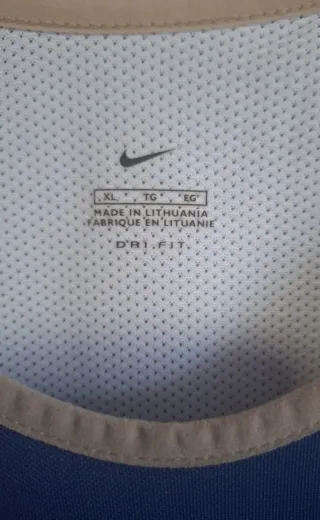 XL TG EG
MADE IN LITHUANIA
FABRIQUE EN LITUANIE
DRI.FIT